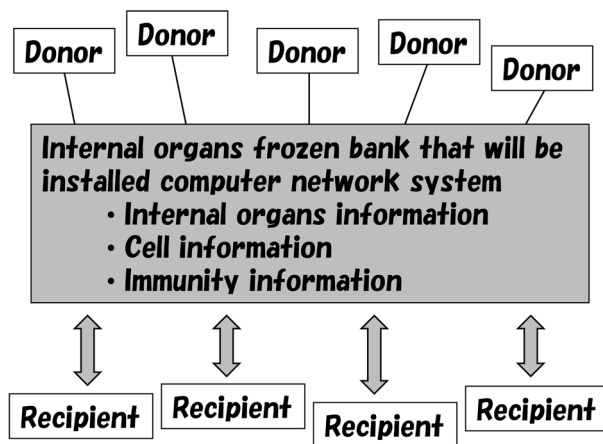 Donor
Donor
Donor
Donor
Donor
Internal organs frozen bank that will be
installed computer network system
・Internal organs information
・Cell information
・Immunity information
Recipient
Recipient
Recipient
Recipient